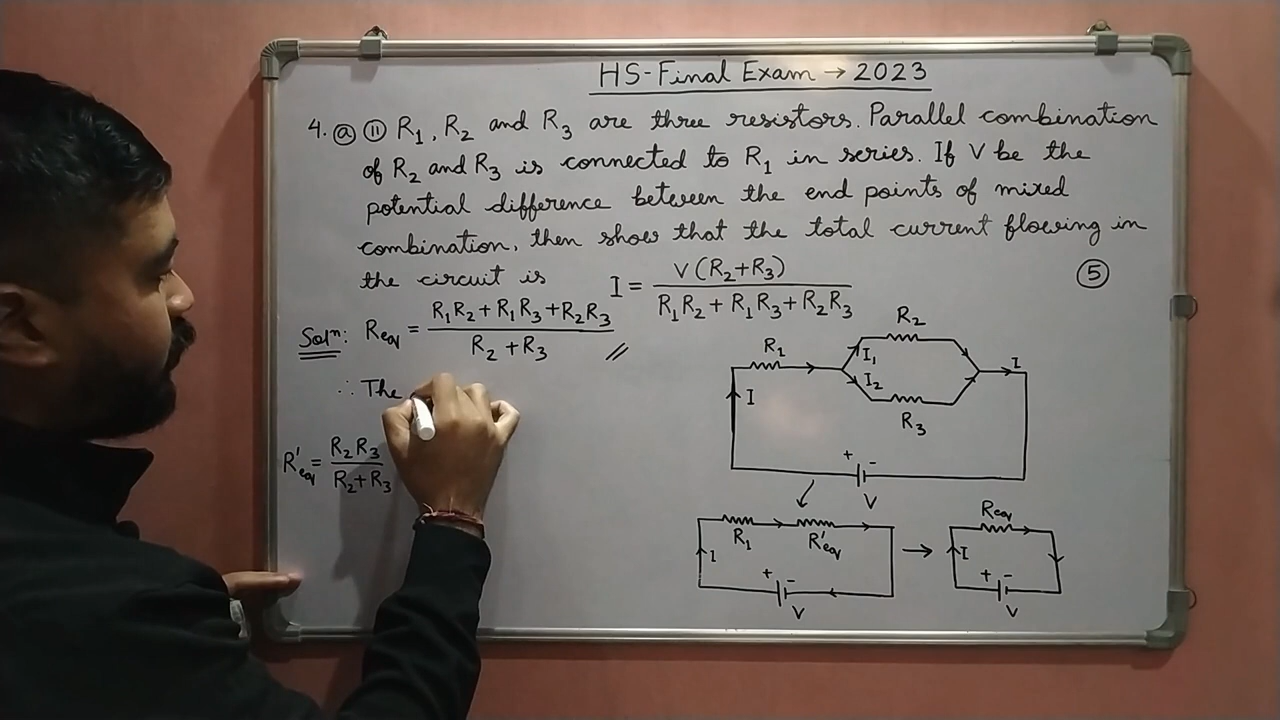 HS-Final Exam → 2023
4. ⓐ ⑪ R₁, R₂ and R₃ are three resistors. Parallel combination
of R₂ and R₃ is connected to R₁ in series. If V be the
potential difference between the end points of mixed
combination, then show that the total current flowing in
the circuit is I = V(R₂+R₃) / R₁R₂ + R₁R₃ + R₂R₃ ⑤
Solⁿ: Req = R₁R₂ + R₁R₃ + R₂R₃ / R₂ + R₃ //
∴ The
R'eq = R₂R₃ / R₂+R₃
R₂
R₁ I₁ I
I I₂
R₃
+ -
V
R₁ R'eq
I
+ -
V
→
Req
I
+ -
V